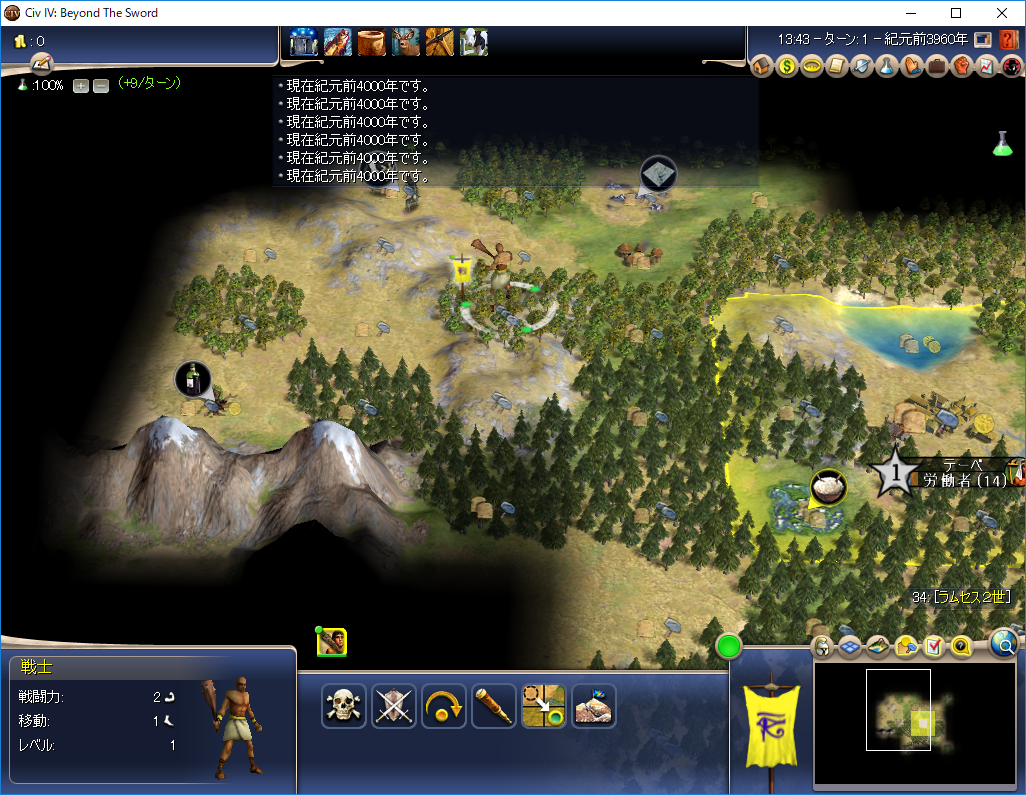 Civ IV: Beyond The Sword
: 0
13:43 – ターン: 1 – 紀元前3960年
:100%
(+9/ターン)
・現在紀元前4000年です。
・現在紀元前4000年です。
・現在紀元前4000年です。
・現在紀元前4000年です。
・現在紀元前4000年です。
・現在紀元前4000年です。
1
テーベ
労働者(14)
34: [ラムセス2世]
戦士
戦闘力: 2
移動: 1
レベル: 1